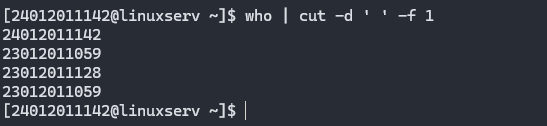 [24012011142@linuxserv ~]$ who | cut -d ' ' -f 1
24012011142
23012011059
23012011128
23012011059
[24012011142@linuxserv ~]$